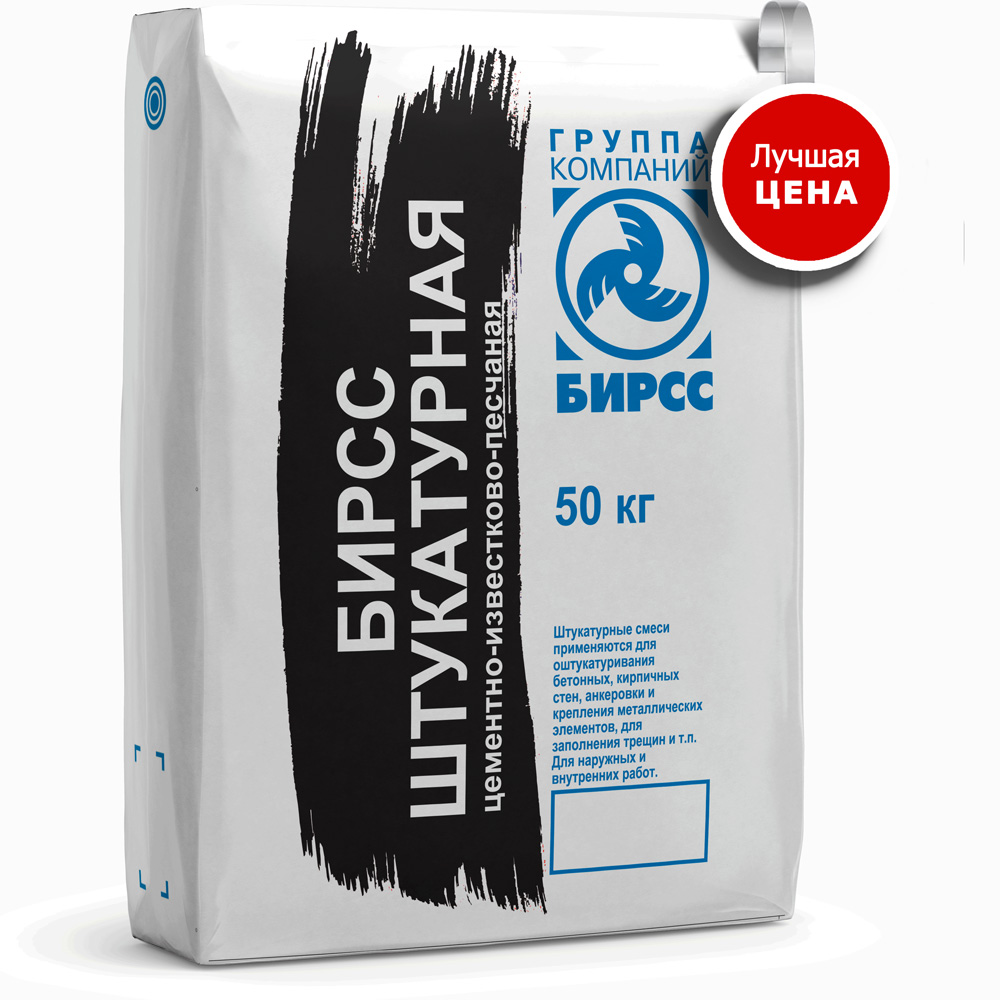 БИРСС
ШТУКАТУРНАЯ
цементно-известково-песчаная
ГРУППА
КОМПАНИЙ
БИРСС
50 кг
Штукатурные смеси
применяются для
оштукатуривания
бетонных, кирпичных
стен, анкеровки и
крепления металлических
элементов, для
заполнения трещин и т.п.
Для наружных и
внутренних работ.
Лучшая
ЦЕНА